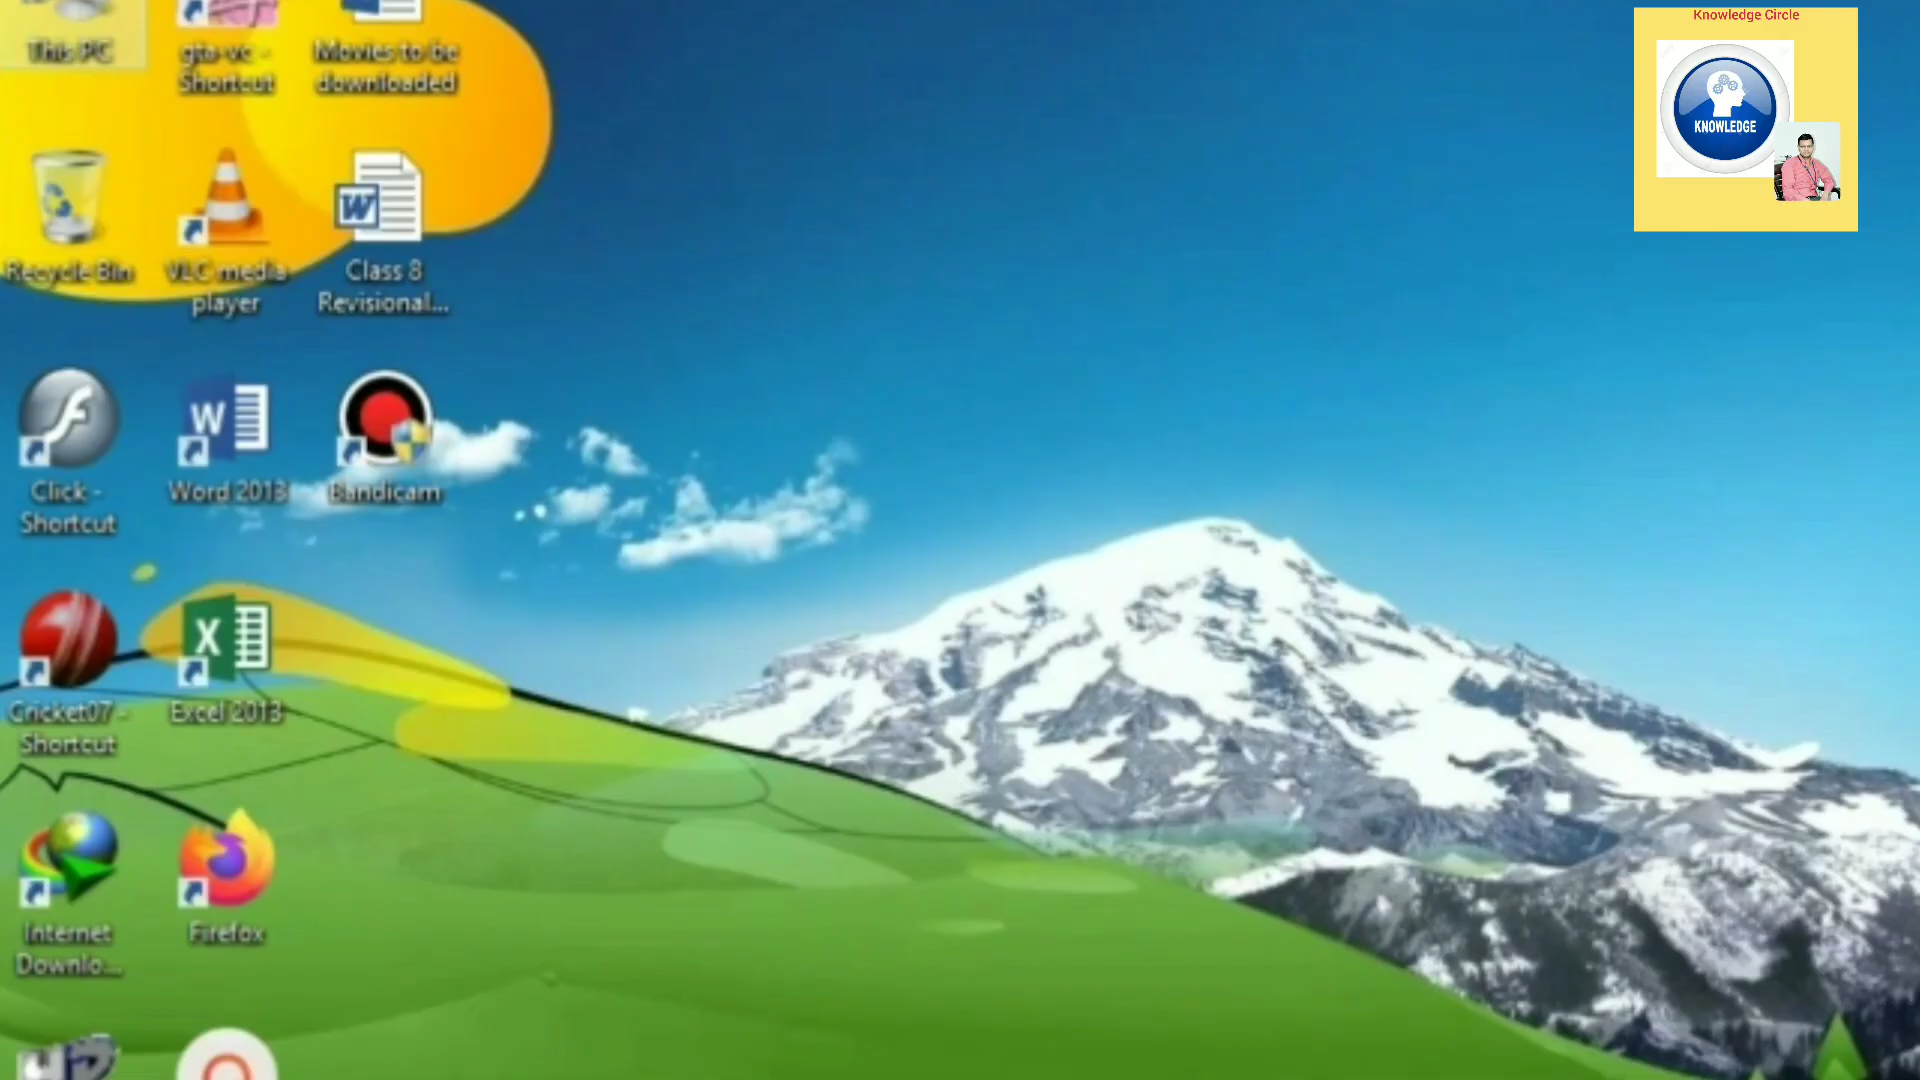 This PC
gta-vc -
Shortcut
Movies to be
downloaded
Recycle Bin
VLC media
player
W
Class 8
Revisional...
Click -
Shortcut
W
Word 2013
Bandicam
Cricket07 -
Shortcut
X
Excel 2013
Internet
Downlo...
Firefox
Knowledge Circle
KNOWLEDGE